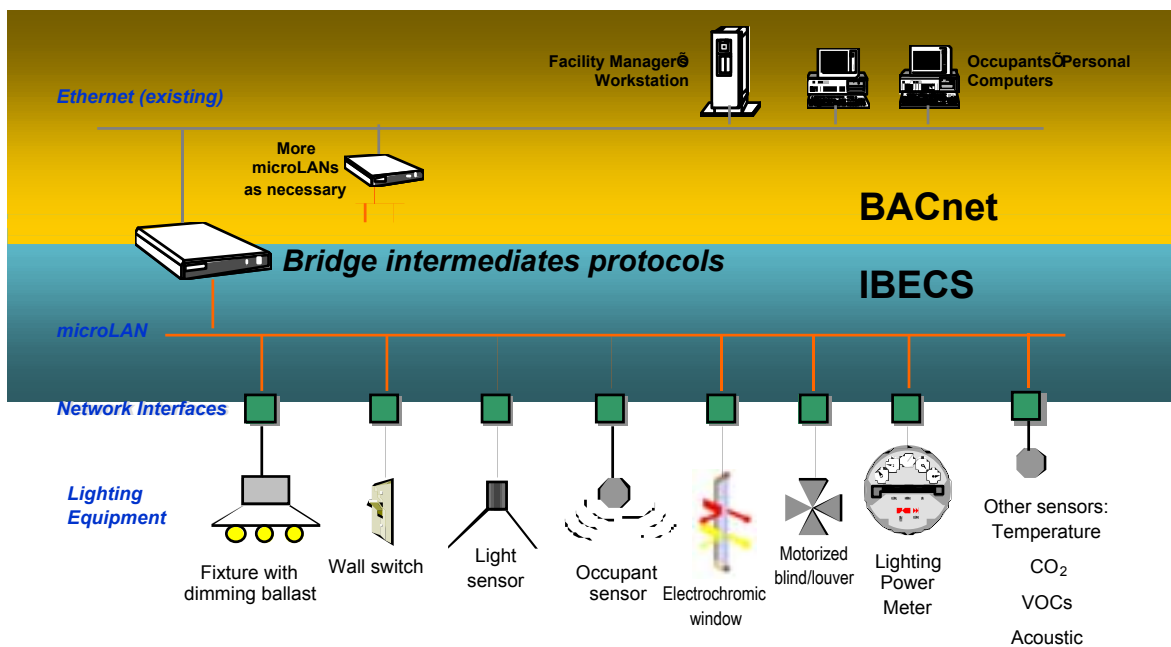 Facility ManagerÕs
Workstation
OccupantsÕ Personal
Computers
Ethernet (existing)
More
microLANs
as necessary
BACnet
Bridge intermediates protocols
IBECS
microLAN
Network Interfaces
Lighting
Equipment
Fixture with
dimming ballast
Wall switch
Light
sensor
Occupant
sensor
Electrochromic
window
Motorized
blind/louver
Lighting
Power
Meter
Other sensors:
Temperature
CO2
VOCs
Acoustic